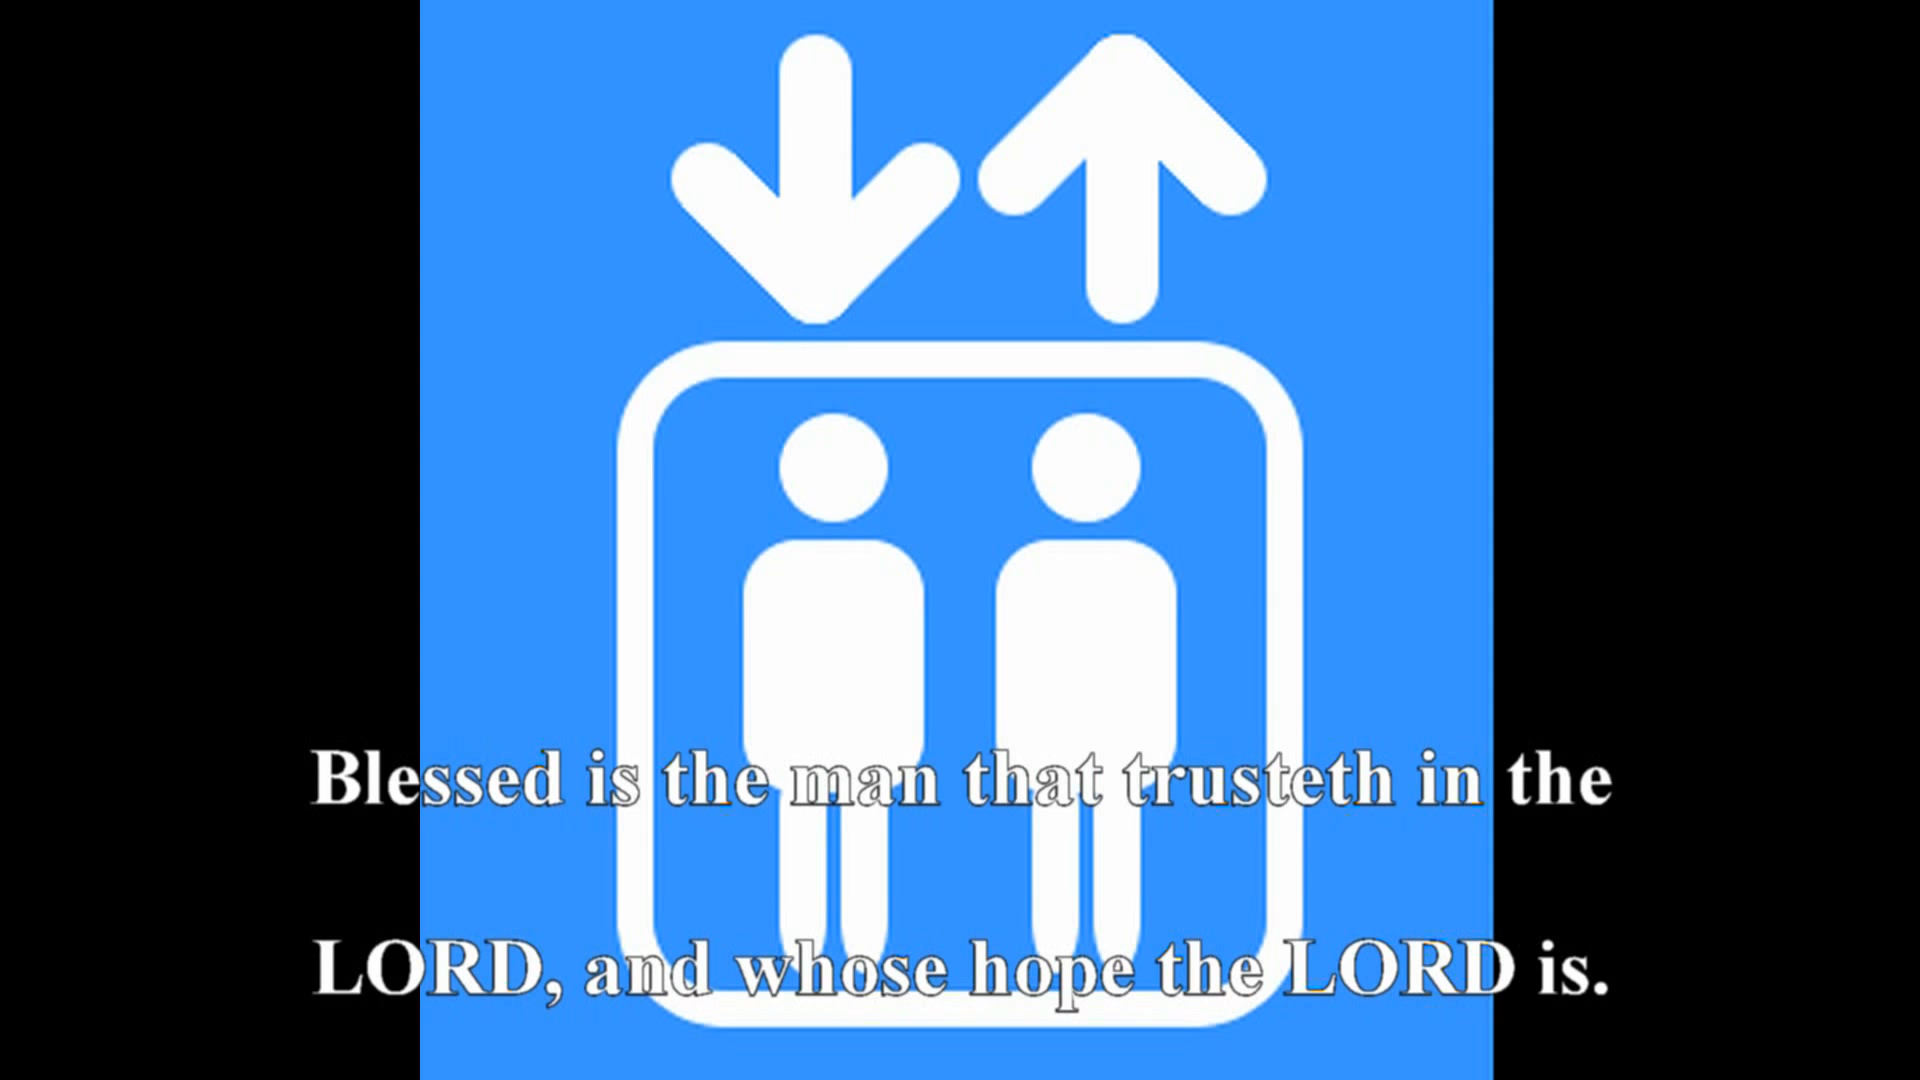 Blessed is the man that trusteth in the
LORD, and whose hope the LORD is.